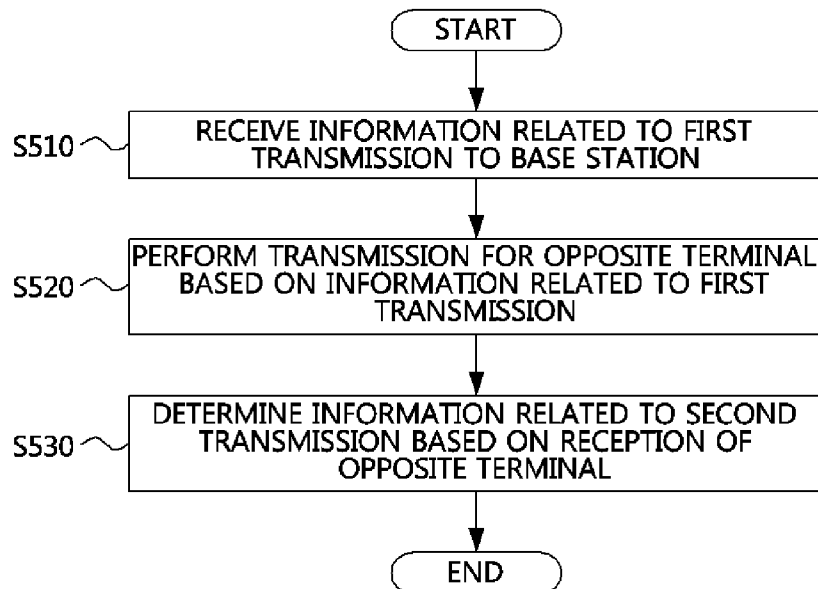 START
S510
RECEIVE INFORMATION RELATED TO FIRST
TRANSMISSION TO BASE STATION
S520
PERFORM TRANSMISSION FOR OPPOSITE TERMINAL
BASED ON INFORMATION RELATED TO FIRST
TRANSMISSION
S530
DETERMINE INFORMATION RELATED TO SECOND
TRANSMISSION BASED ON RECEPTION OF
OPPOSITE TERMINAL
END